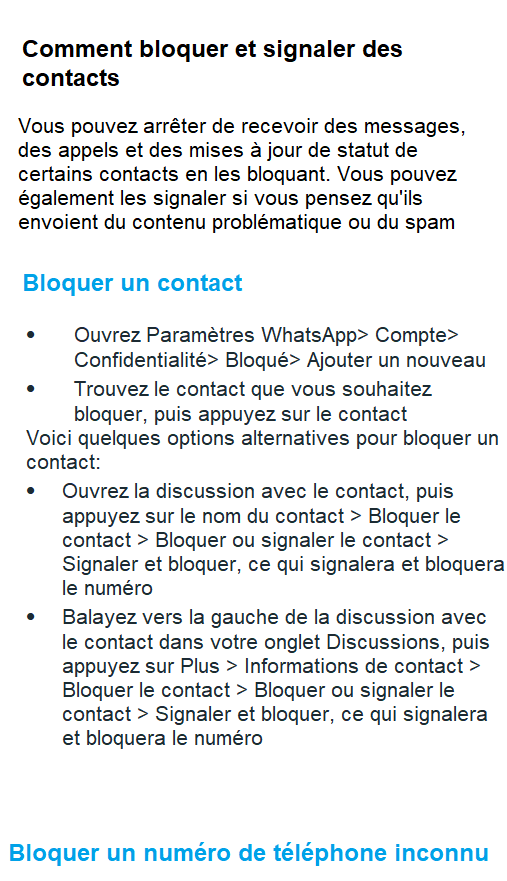 Comment bloquer et signaler des
contacts
Vous pouvez arrêter de recevoir des messages,
des appels et des mises à jour de statut de
certains contacts en les bloquant. Vous pouvez
également les signaler si vous pensez qu'ils
envoient du contenu problématique ou du spam
Bloquer un contact
• Ouvrez Paramètres WhatsApp> Compte>
Confidentialité> Bloqué> Ajouter un nouveau
• Trouvez le contact que vous souhaitez
bloquer, puis appuyez sur le contact
Voici quelques options alternatives pour bloquer un
contact:
• Ouvrez la discussion avec le contact, puis
appuyez sur le nom du contact > Bloquer le
contact > Bloquer ou signaler le contact >
Signaler et bloquer, ce qui signalera et bloquera
le numéro
• Balayez vers la gauche de la discussion avec
le contact dans votre onglet Discussions, puis
appuyez sur Plus > Informations de contact >
Bloquer le contact > Bloquer ou signaler le
contact > Signaler et bloquer, ce qui signalera
et bloquera le numéro
Bloquer un numéro de téléphone inconnu